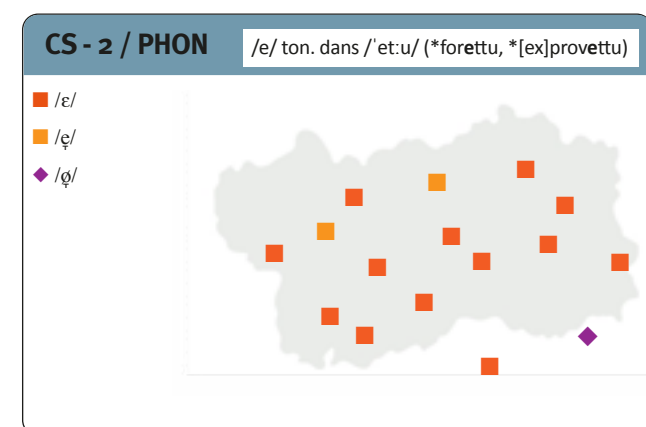 CS - 2 / PHON
/e/ ton. dans /ˈetːu/ (*forettu, *[ex]provettu)
/ɛ/
/ẹ/
/ø̣/